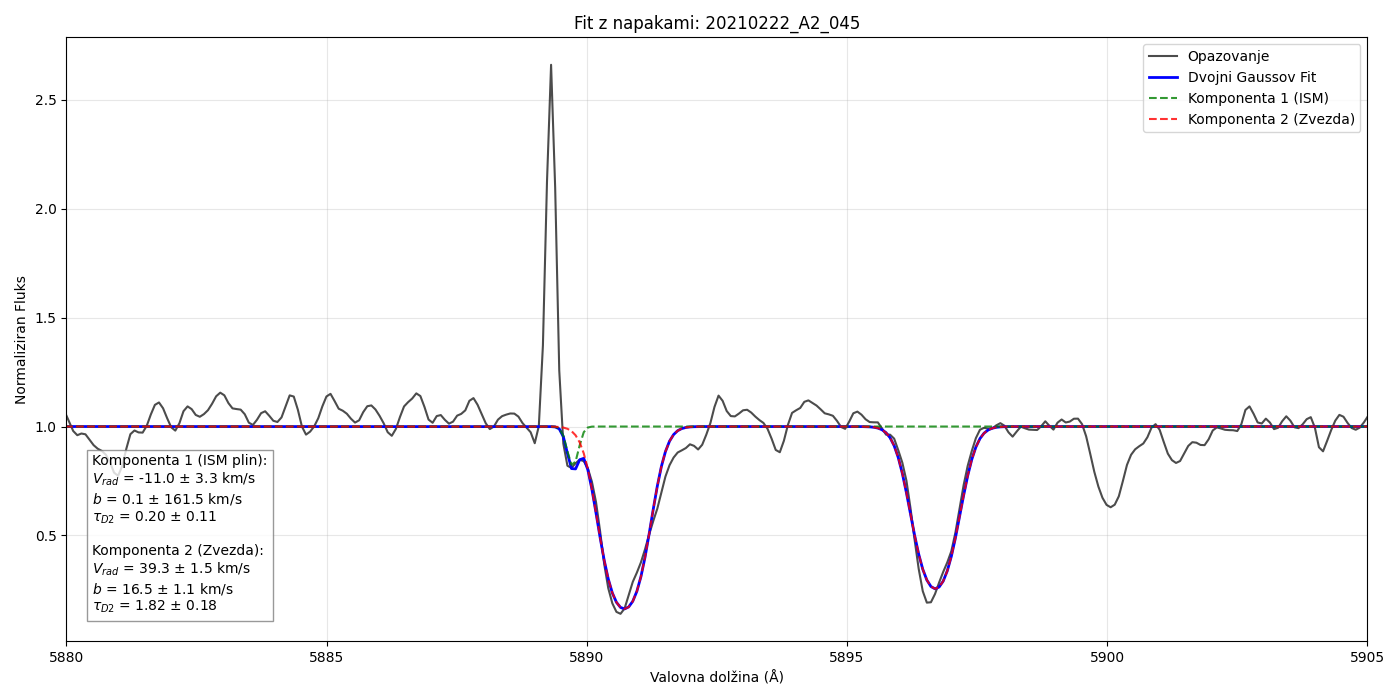 Fit z napakami: 20210222_A2_045
Normaliziran Fluks
2.5
2.0
1.5
1.0
0.5
Opazovanje
Dvojni Gaussov Fit
Komponenta 1 (ISM)
Komponenta 2 (Zvezda)
Komponenta 1 (ISM plin):
V_rad = -11.0 ± 3.3 km/s
b = 0.1 ± 161.5 km/s
τ_D2 = 0.20 ± 0.11
Komponenta 2 (Zvezda):
V_rad = 39.3 ± 1.5 km/s
b = 16.5 ± 1.1 km/s
τ_D2 = 1.82 ± 0.18
5880 5885 5890 5895 5900 5905
Valovna dolžina (Å)